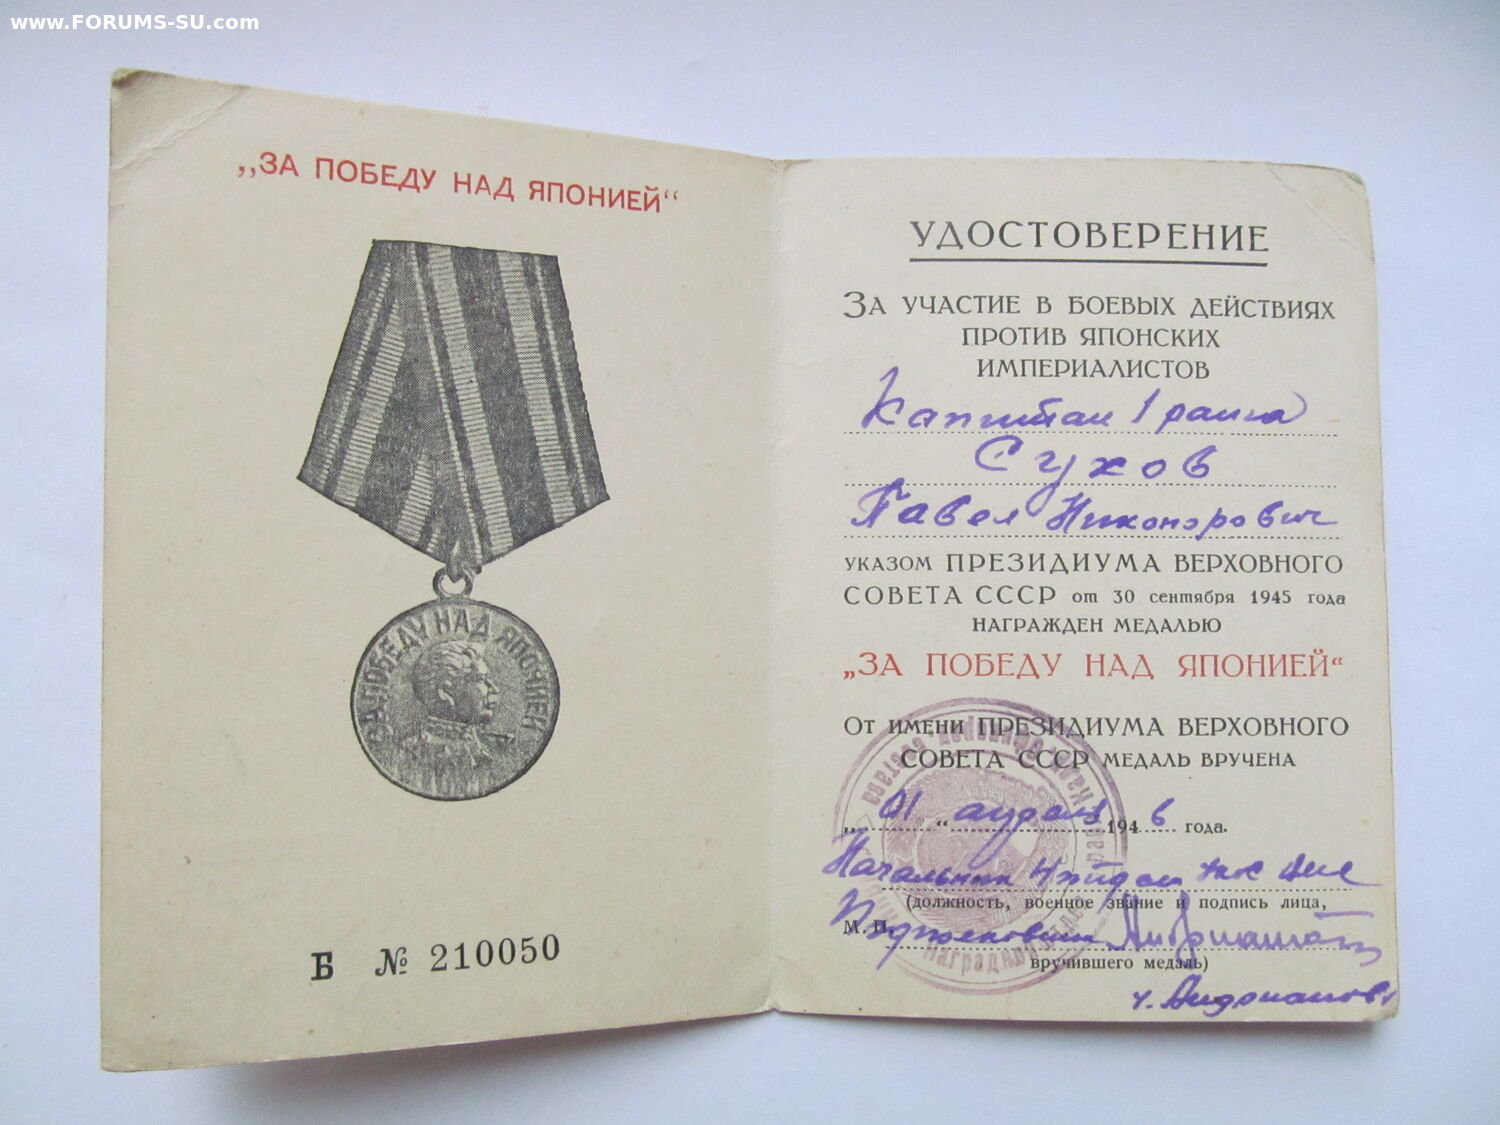 www.FORUMS-SU.com
„ЗА ПОБЕДУ НАД ЯПОНИЕЙ“
ЗА ПОБЕДУ НАД ЯПОНИЕЙ
Б № 210050
УДОСТОВЕРЕНИЕ
ЗА УЧАСТИЕ В БОЕВЫХ ДЕЙСТВИЯХ
ПРОТИВ ЯПОНСКИХ
ИМПЕРИАЛИСТОВ
Капитан 1 ранга
Сухов
Павел Никонорович
УКАЗОМ ПРЕЗИДИУМА ВЕРХОВНОГО
СОВЕТА СССР от 30 сентября 1945 года
НАГРАЖДЕН МЕДАЛЬЮ
„ЗА ПОБЕДУ НАД ЯПОНИЕЙ“
ОТ ИМЕНИ ПРЕЗИДИУМА ВЕРХОВНОГО
СОВЕТА СССР МЕДАЛЬ ВРУЧЕНА
„ 01 “ апреля 1946 года.
Начальник
(должность, военное звание и подпись лица,
М. П. Подполковник
вручившего медаль)